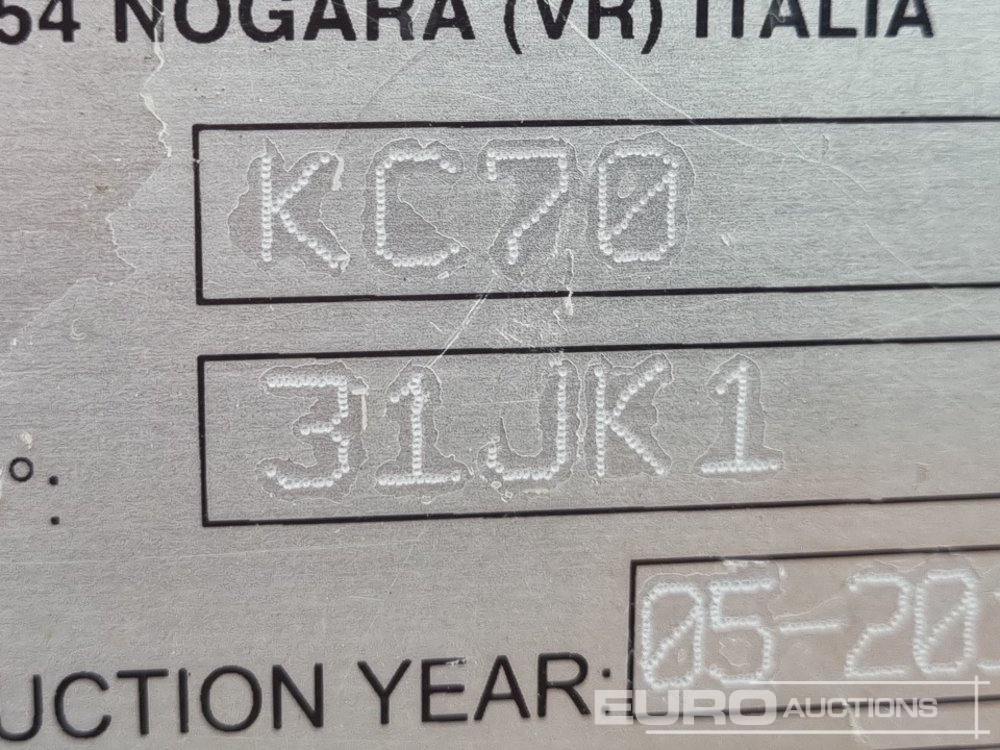 54 NOGARA (VR) ITALIA
KC70
°.: 31JK1
UCTION YEAR: 05-20
EURO AUCTIONS